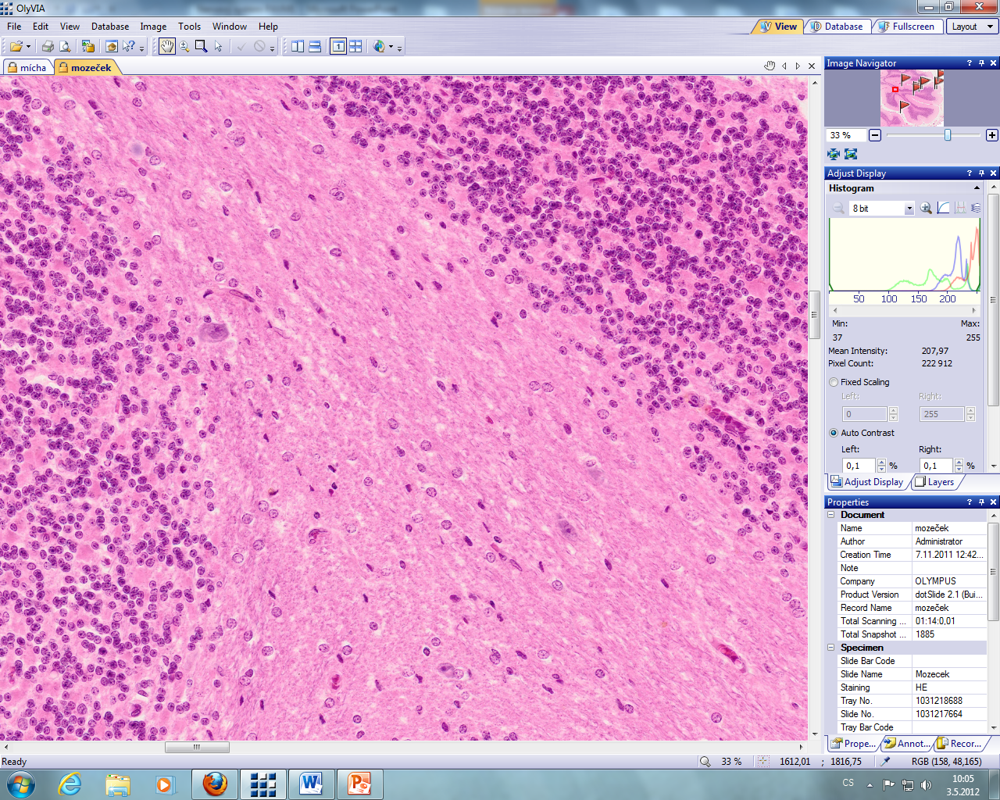 OlyVIA
File Edit View Database Image Tools Window Help
View Database Fullscreen Layout
mícha mozeček
Image Navigator
33 %
Adjust Display
Histogram
8 bit
50 100 150 200
Min: Max:
37 255
Mean Intensity: 207,97
Pixel Count: 222 912
Fixed Scaling
Left: Right:
0 255
Auto Contrast
Left: Right:
0,1 % 0,1 %
Adjust Display Layers
Properties
Document
Name mozeček
Author Administrator
Creation Time 7.11.2011 12:42...
Note
Company OLYMPUS
Product Version dotSlide 2.1 (Bui...
Record Name mozeček
Total Scanning ... 01:14:0,01
Total Snapshot ... 1885
Specimen
Slide Bar Code
Slide Name Mozecek
Staining HE
Tray No. 1031218688
Slide No. 1031217664
Tray Bar Code
Prope... Annot... Recor...
Ready 33 % 1612,01 ; 1816,75 RGB (158, 48,165)
CS 10:05
3.5.2012